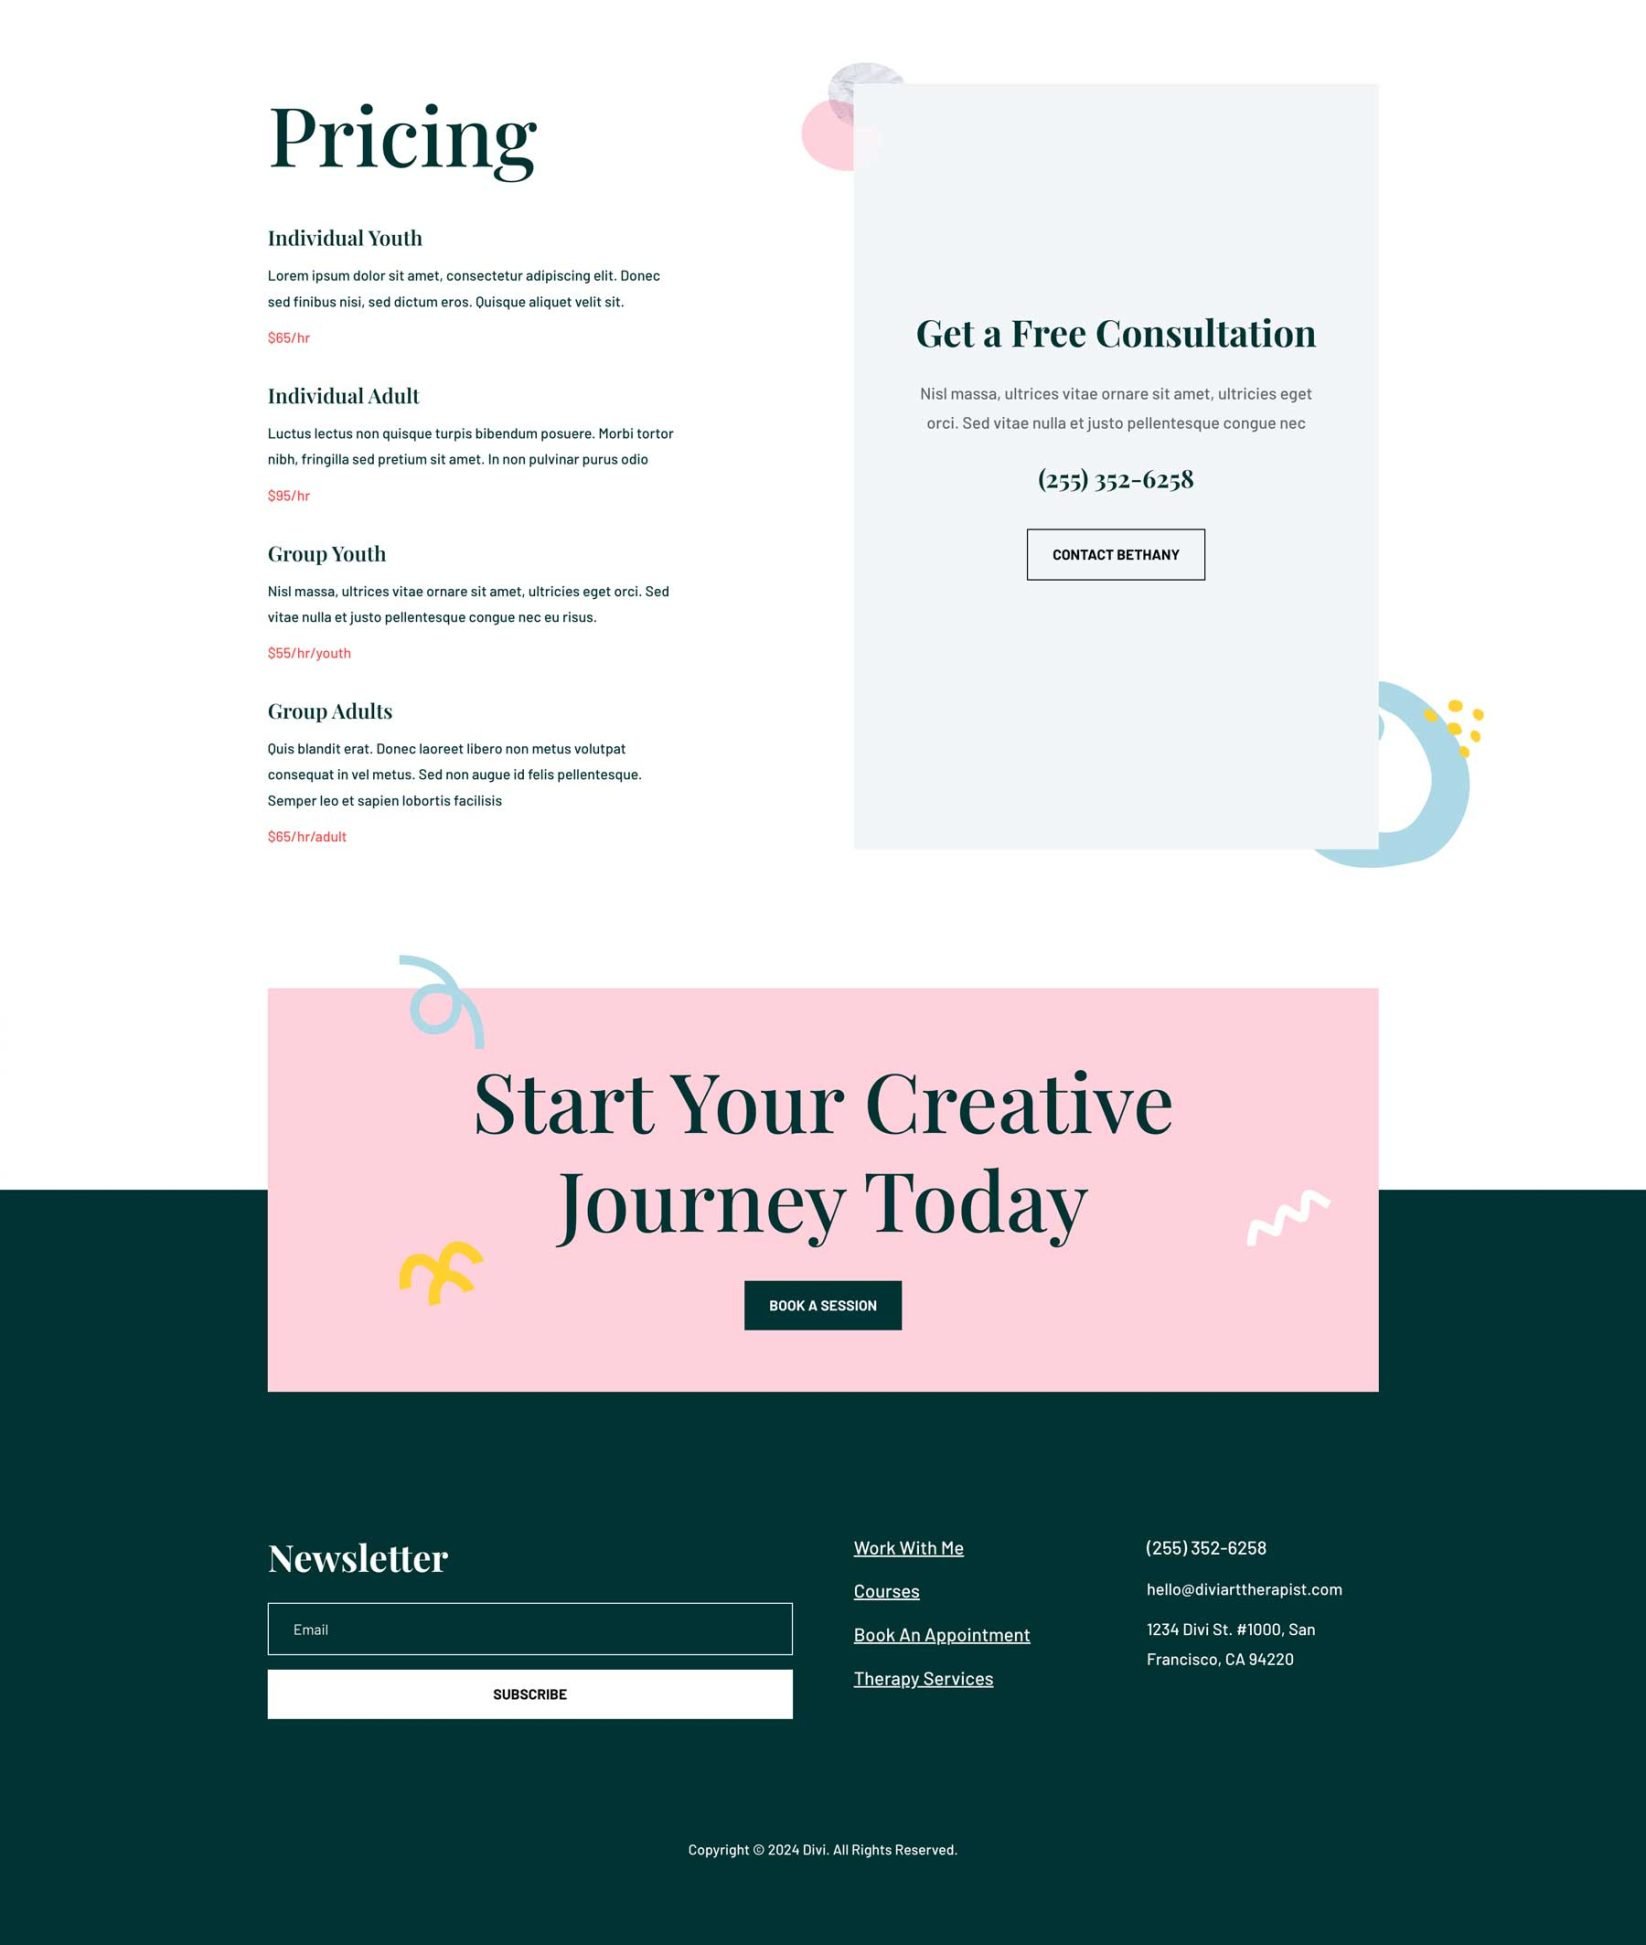 Pricing
Individual Youth
Lorem ipsum dolor sit amet, consectetur adipiscing elit. Donec
sed finibus nisi, sed dictum eros. Quisque aliquet velit sit.
$65/hr
Individual Adult
Luctus lectus non quisque turpis bibendum posuere. Morbi tortor
nibh, fringilla sed pretium sit amet. In non pulvinar purus odio
$95/hr
Group Youth
Nisl massa, ultrices vitae ornare sit amet, ultricies eget orci. Sed
vitae nulla et justo pellentesque congue nec eu risus.
$55/hr/youth
Group Adults
Quis blandit erat. Donec laoreet libero non metus volutpat
consequat in vel metus. Sed non augue id felis pellentesque.
Semper leo et sapien lobortis facilisis
$65/hr/adult
Get a Free Consultation
Nisl massa, ultrices vitae ornare sit amet, ultricies eget
orci. Sed vitae nulla et justo pellentesque congue nec
(255) 352-6258
CONTACT BETHANY
Start Your Creative
Journey Today
BOOK A SESSION
Newsletter
Email
SUBSCRIBE
Work With Me
Courses
Book An Appointment
Therapy Services
(255) 352-6258
hello@diviarttherapist.com
1234 Divi St. #1000, San
Francisco, CA 94220
Copyright © 2024 Divi. All Rights Reserved.